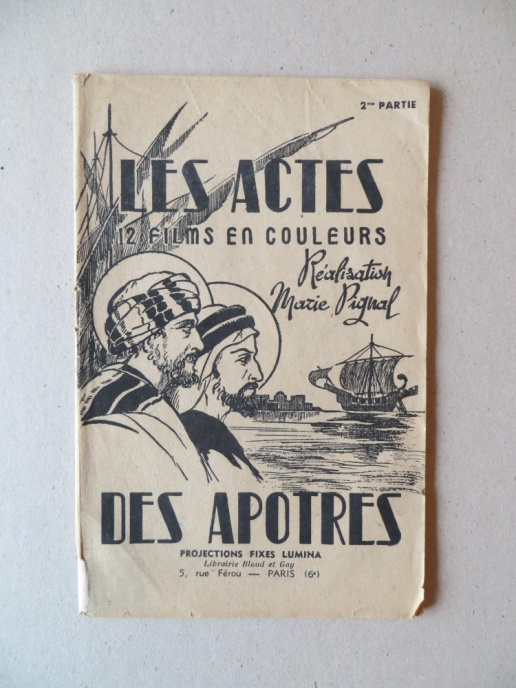 2me PARTIE
LES ACTES
12 FILMS EN COULEURS
Réalisation
Marie Pignal
DES APOTRES
PROJECTIONS FIXES LUMINA
Librairie Bloud et Gay
5, rue Férou — PARIS (6e)